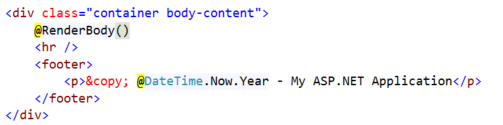 <div class="container body-content">
    @RenderBody()
    <hr />
    <footer>
        <p>&copy; @DateTime.Now.Year - My ASP.NET Application</p>
    </footer>
</div>